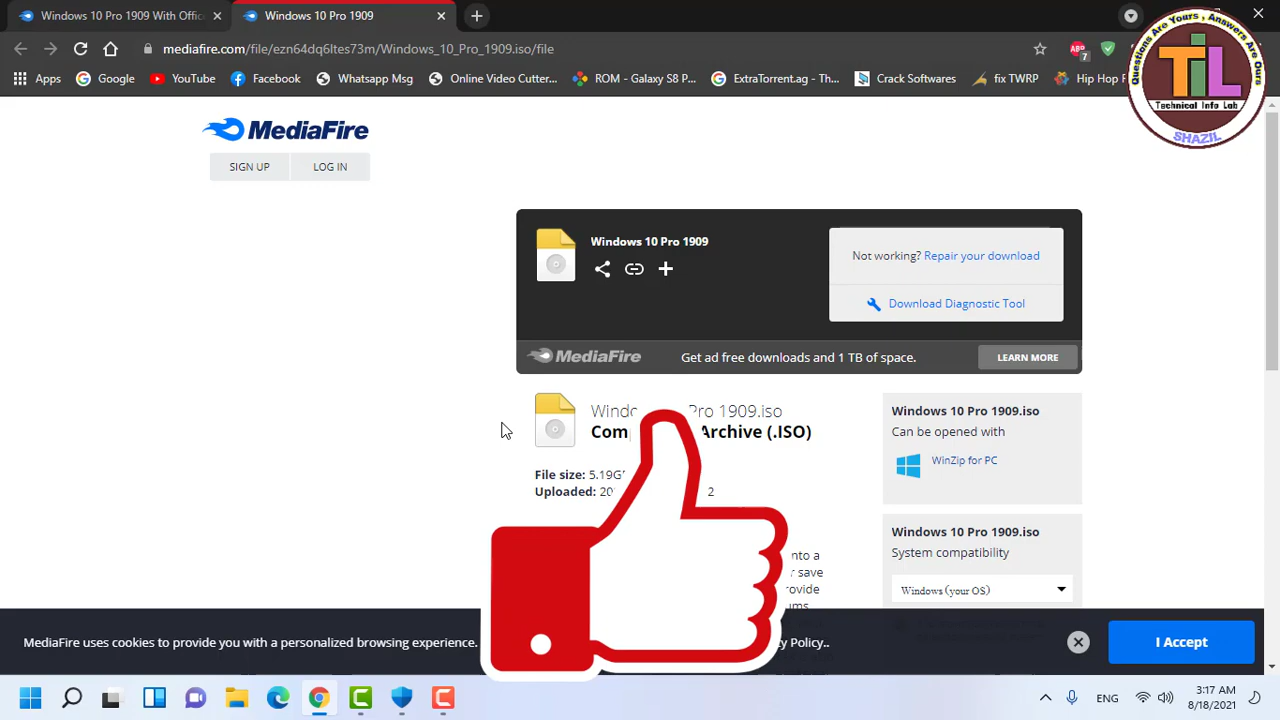 Windows 10 Pro 1909 With Offic
Windows 10 Pro 1909
mediafire.com/file/ezn64dq6ltes73m/Windows_10_Pro_1909.iso/file
7
Apps
Google
YouTube
Facebook
Whatsapp Msg
Online Video Cutter...
ROM - Galaxy S8 P...
ExtraTorrent.ag - Th...
Crack Softwares
fix TWRP
Hip Hop F
Questions Are Yours , Answers Are Ours
TiL
Technical Info Lab
SHAZIL
MediaFire
SIGN UP
LOG IN
Windows 10 Pro 1909
Not working? Repair your download
Download Diagnostic Tool
MediaFire
Get ad free downloads and 1 TB of space.
LEARN MORE
Pro 1909.iso
Archive (.ISO)
File size: 5.19G
Uploaded: 20
2
nto a
r save
Windows 10 Pro 1909.iso
Can be opened with
WinZip for PC
Windows 10 Pro 1909.iso
System compatibility
Windows (your OS)
MediaFire uses cookies to provide you with a personalized browsing experience.
Policy..
I Accept
ENG
3:17 AM
8/18/2021